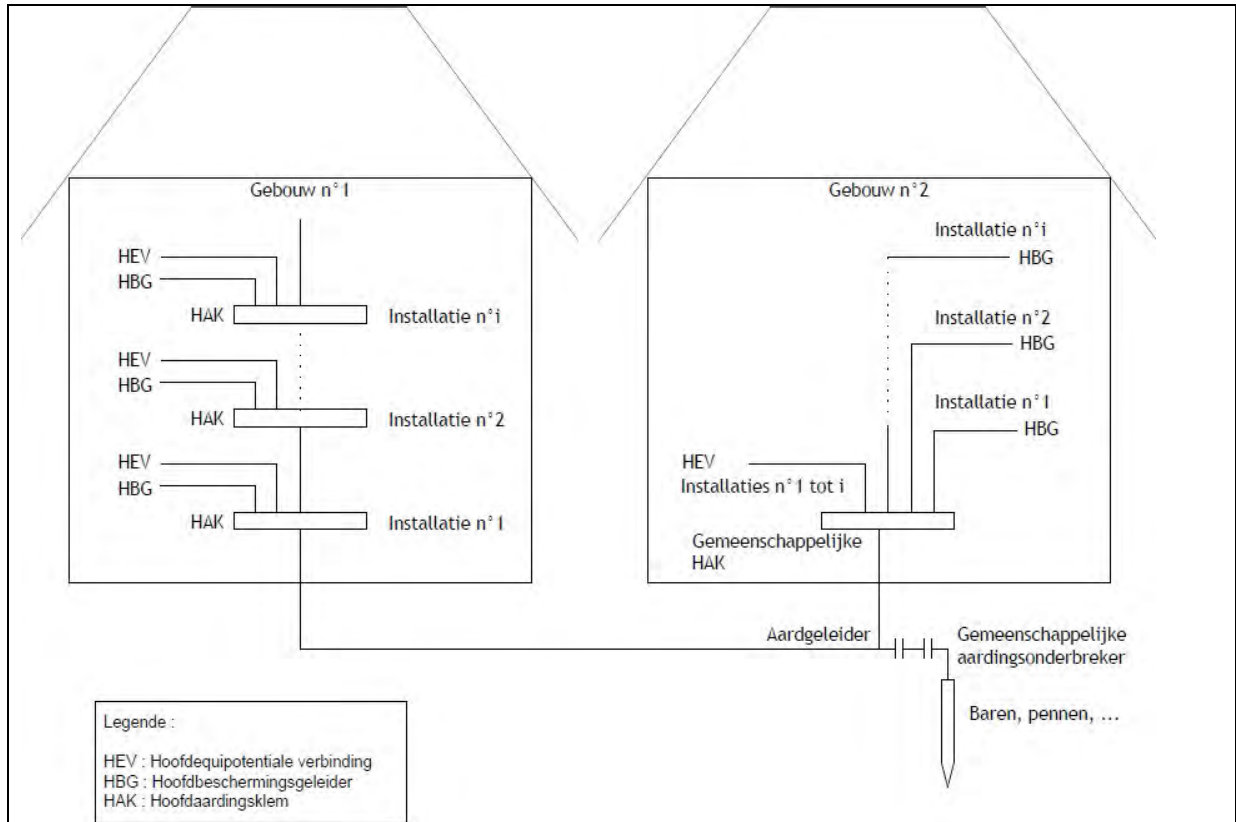 Gebouw n°1
HEV
HBG
HAK
Installatie n°i
HEV
HBG
HAK
Installatie n°2
HEV
HBG
HAK
Installatie n°1
Gebouw n°2
Installatie n°i
HBG
Installatie n°2
HBG
Installatie n°1
HBG
HEV
Installaties n°1 tot i
Gemeenschappelijke
HAK
Aardgeleider
Gemeenschappelijke
aardingsonderbreker
Baren, pennen, ...
Legende :
HEV : Hoofdequipotentiale verbinding
HBG : Hoofdbeschermingsgeleider
HAK : Hoofdaardingsklem